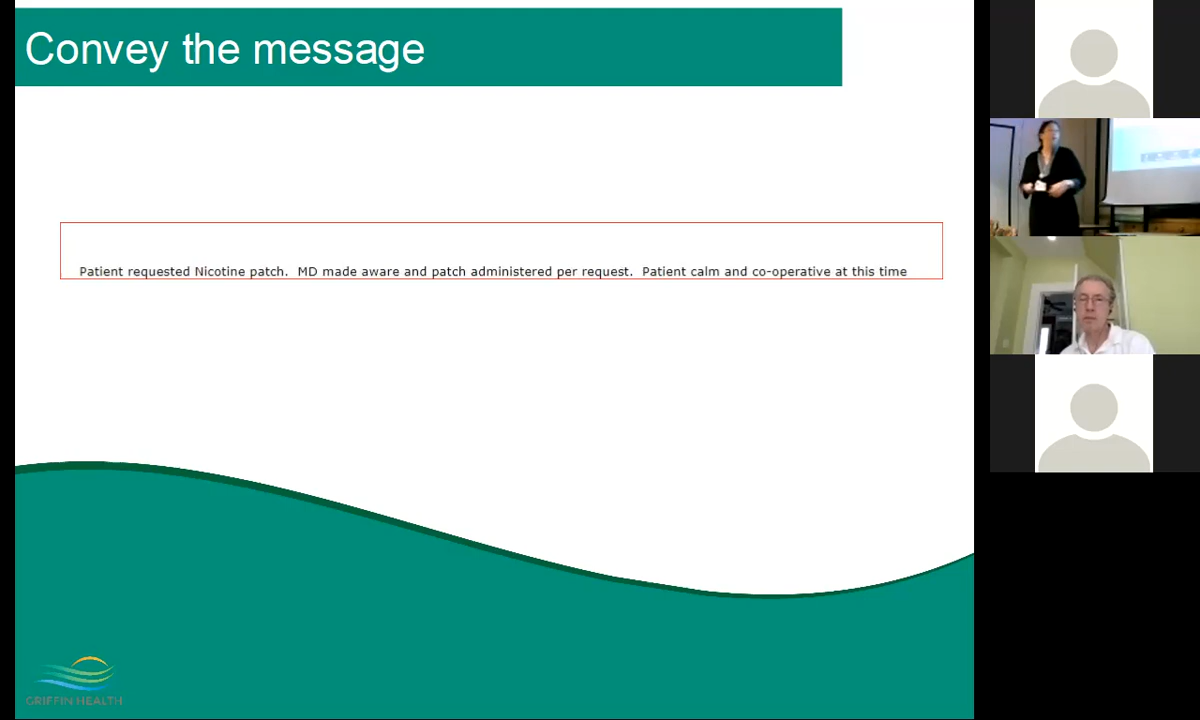 Convey the message
Patient requested Nicotine patch.  MD made aware and patch administered per request.  Patient calm and co-operative at this time
GRIFFIN HEALTH